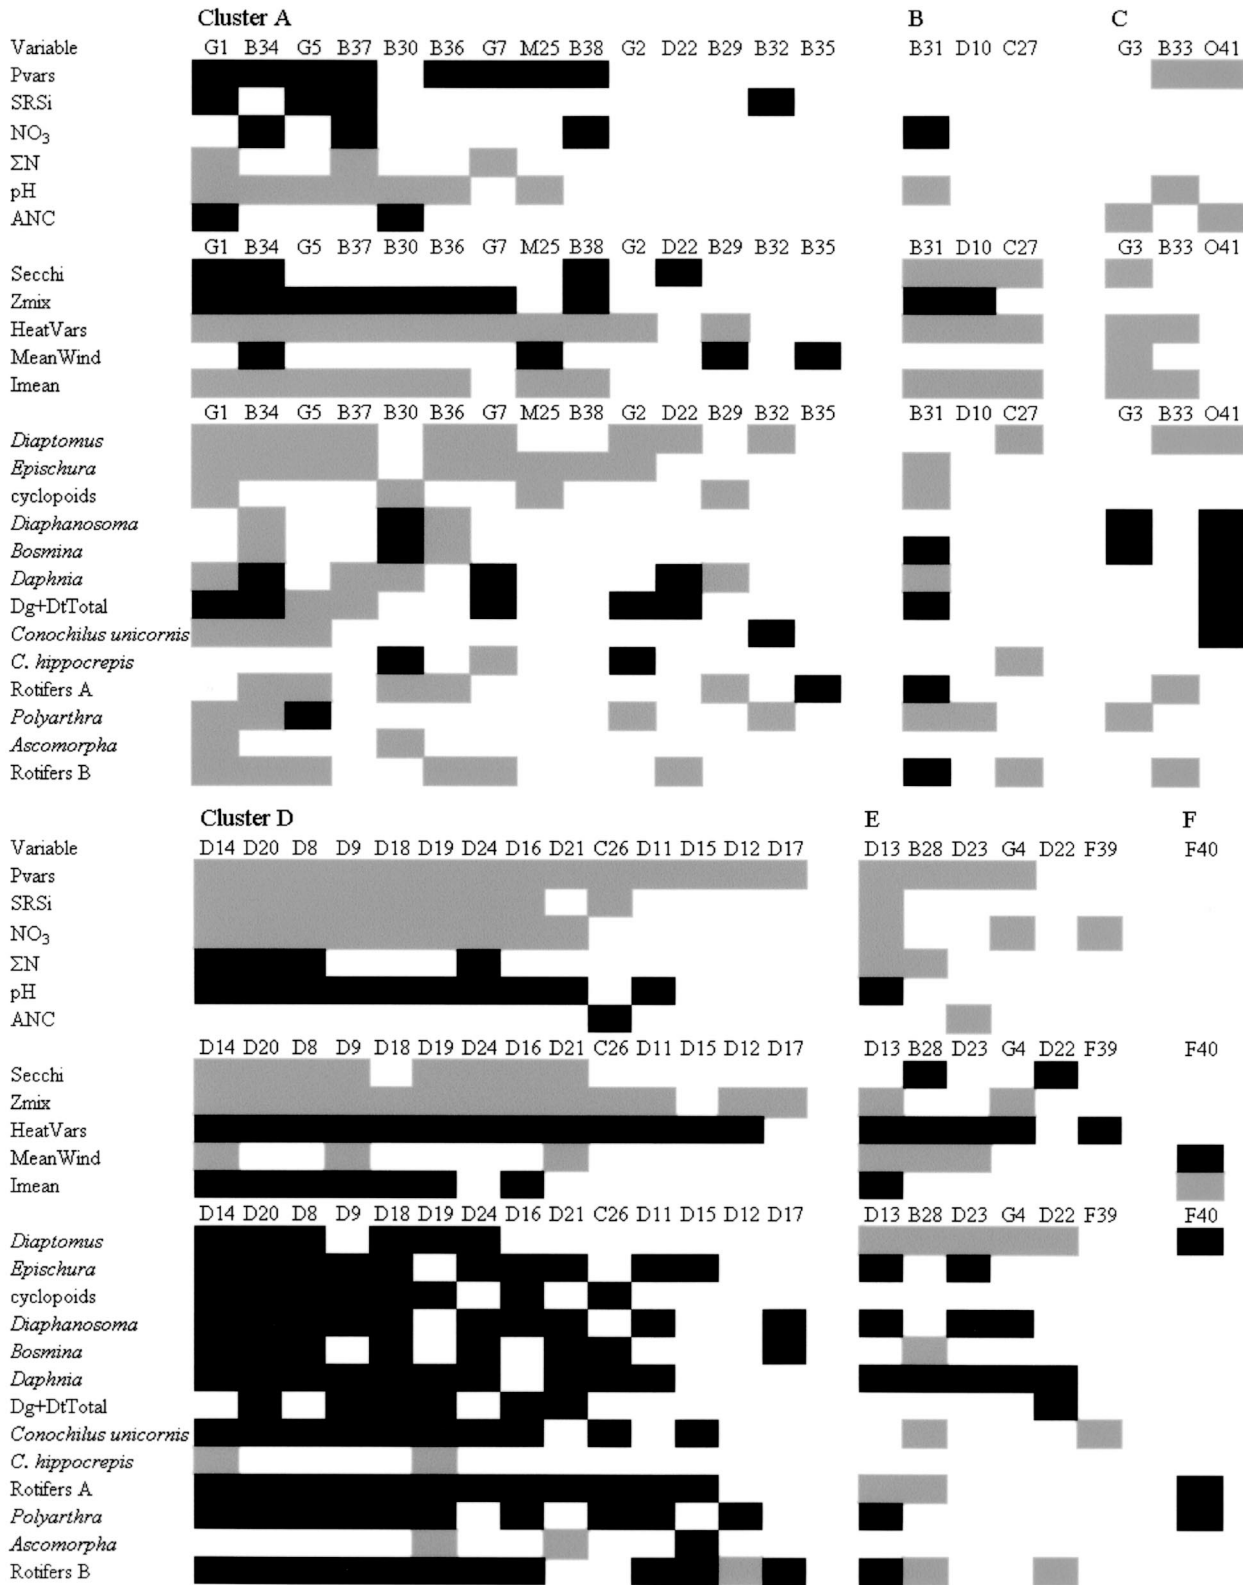 Cluster A B C
Variable G1 B34 G5 B37 B30 B36 G7 M25 B38 G2 D22 B29 B32 B35 B31 D10 C27 G3 B33 O41
Pvars
SRSi
NO₃
ΣN
pH
ANC
G1 B34 G5 B37 B30 B36 G7 M25 B38 G2 D22 B29 B32 B35 B31 D10 C27 G3 B33 O41
Secchi
Zmix
HeatVars
MeanWind
Imean
G1 B34 G5 B37 B30 B36 G7 M25 B38 G2 D22 B29 B32 B35 B31 D10 C27 G3 B33 O41
Diaptomus
Epischura
cyclopoids
Diaphanosoma
Bosmina
Daphnia
Dg+DtTotal
Conochilus unicornis
C. hippocrepis
Rotifers A
Polyarthra
Ascomorpha
Rotifers B
Cluster D E F
Variable D14 D20 D8 D9 D18 D19 D24 D16 D21 C26 D11 D15 D12 D17 D13 B28 D23 G4 D22 F39 F40
Pvars
SRSi
NO₃
ΣN
pH
ANC
D14 D20 D8 D9 D18 D19 D24 D16 D21 C26 D11 D15 D12 D17 D13 B28 D23 G4 D22 F39 F40
Secchi
Zmix
HeatVars
MeanWind
Imean
D14 D20 D8 D9 D18 D19 D24 D16 D21 C26 D11 D15 D12 D17 D13 B28 D23 G4 D22 F39 F40
Diaptomus
Epischura
cyclopoids
Diaphanosoma
Bosmina
Daphnia
Dg+DtTotal
Conochilus unicornis
C. hippocrepis
Rotifers A
Polyarthra
Ascomorpha
Rotifers B